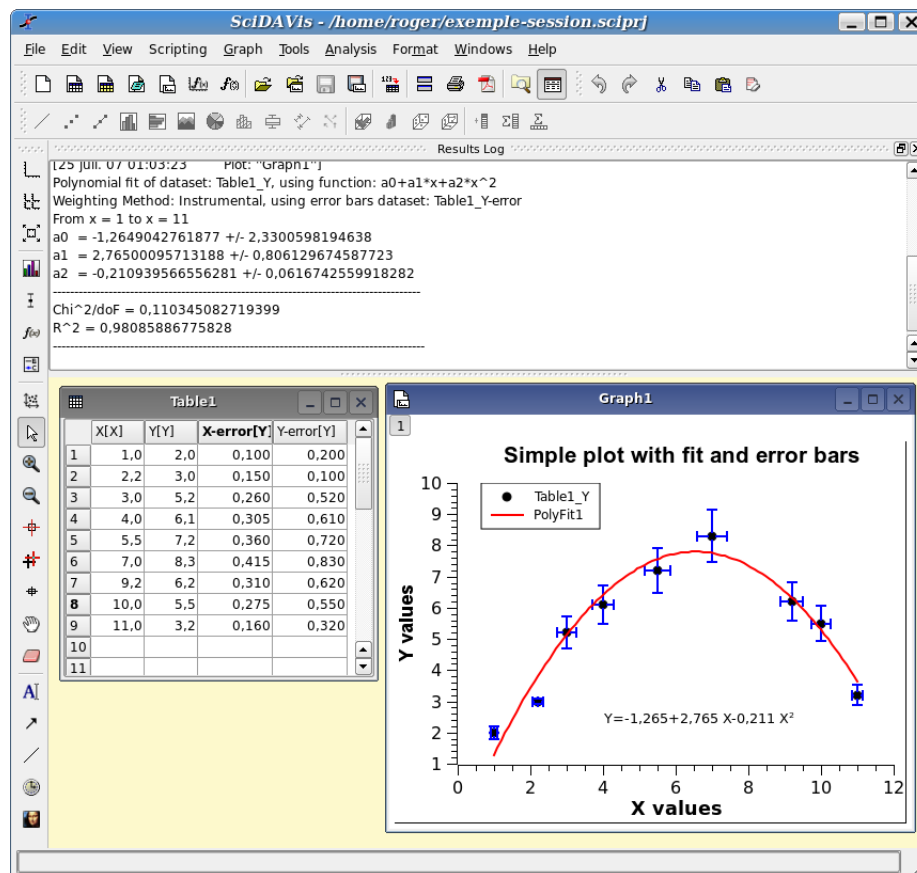 SciDAVis - /home/roger/exemple-session.sciprj
File Edit View Scripting Graph Tools Analysis Format Windows Help
Results Log
[25 juil. 07 01:03:23 Plot: "Graph1"]
Polynomial fit of dataset: Table1_Y, using function: a0+a1*x+a2*x^2
Weighting Method: Instrumental, using error bars dataset: Table1_Y-error
From x = 1 to x = 11
a0 = -1,2649042761877 +/- 2,3300598194638
a1 = 2,76500095713188 +/- 0,806129674587723
a2 = -0,210939566556281 +/- 0,0616742559918282
---------------------------------------------------------------------------------------
Chi^2/doF = 0,110345082719399
R^2 = 0,98085886775828
---------------------------------------------------------------------------------------
Table1
X[X] Y[Y] X-error[Y] Y-error[Y]
1 1,0 2,0 0,100 0,200
2 2,2 3,0 0,150 0,100
3 3,0 5,2 0,260 0,520
4 4,0 6,1 0,305 0,610
5 5,5 7,2 0,360 0,720
6 7,0 8,3 0,415 0,830
7 9,2 6,2 0,310 0,620
8 10,0 5,5 0,275 0,550
9 11,0 3,2 0,160 0,320
10
11
Graph1
1
Simple plot with fit and error bars
Table1_Y
PolyFit1
10
9
8
7
6
5
4
3
2
1
Y values
Y=-1,265+2,765 X-0,211 X²
0 2 4 6 8 10 12
X values